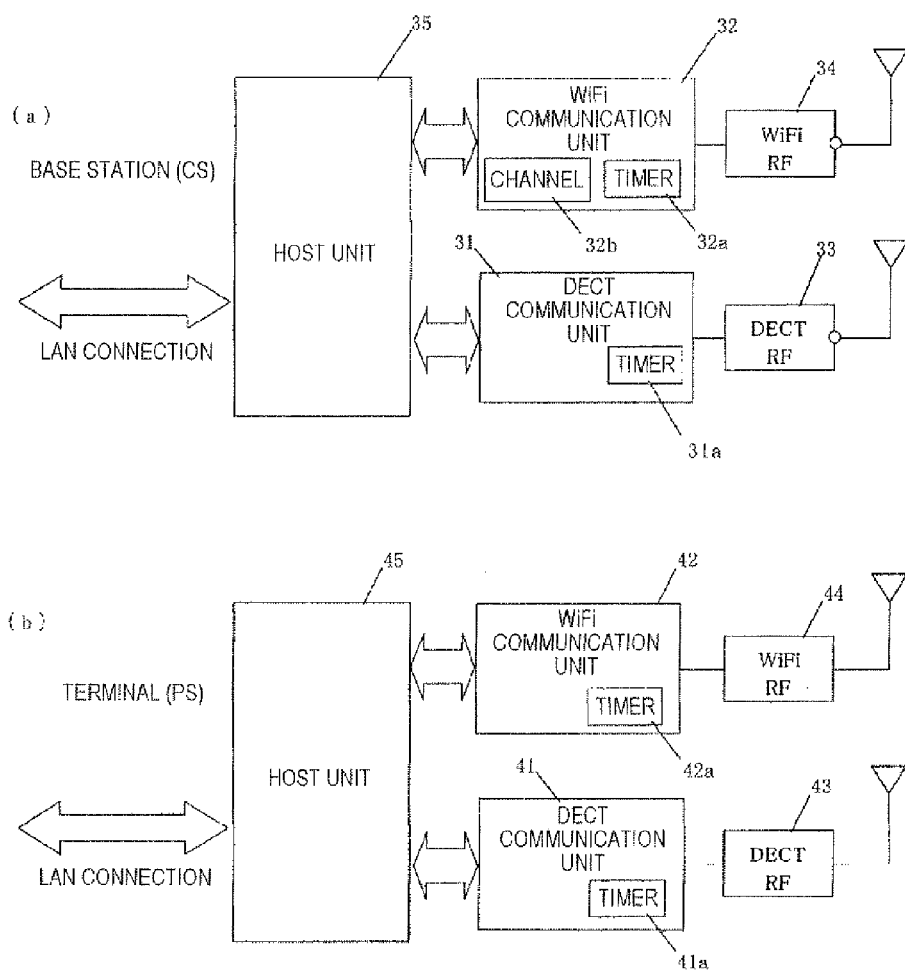 (a)
35
32
34
WiFi
COMMUNICATION
UNIT
WiFi
RF
BASE STATION (CS)
CHANNEL
TIMER
32b
32a
HOST UNIT
31
33
DECT
COMMUNICATION
UNIT
DECT
RF
LAN CONNECTION
TIMER
31a
(b)
45
42
44
WiFi
COMMUNICATION
UNIT
WiFi
RF
TERMINAL (PS)
TIMER
42a
HOST UNIT
41
43
DECT
COMMUNICATION
UNIT
DECT
RF
LAN CONNECTION
TIMER
41a